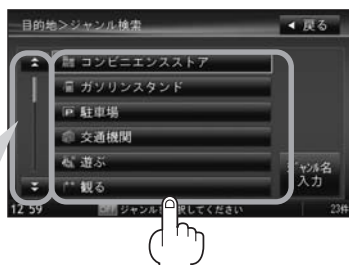 目的地>ジャンル検索
戻る
コンビニエンスストア
ガソリンスタンド
P 駐車場
交通機関
遊ぶ
観る
ジャンル名
入力
12:59
ジャンルを選択してください
23件